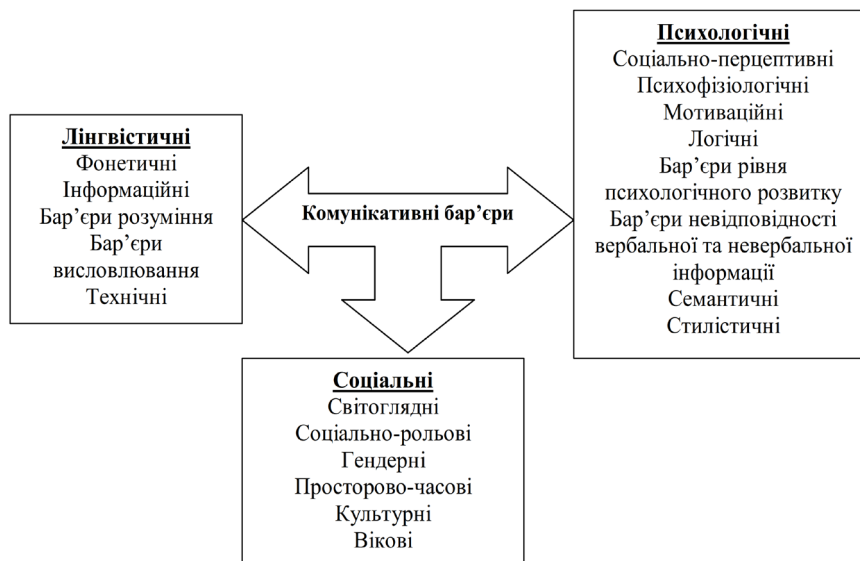 Лінгвістичні
Фонетичні
Інформаційні
Бар’єри розуміння
Бар’єри
висловлювання
Технічні
Комунікативні бар’єри
Психологічні
Соціально-перцептивні
Психофізіологічні
Мотиваційні
Логічні
Бар’єри рівня
психологічного розвитку
Бар’єри невідповідності
вербальної та невербальної
інформації
Семантичні
Стилістичні
Соціальні
Світоглядні
Соціально-рольові
Гендерні
Просторово-часові
Культурні
Вікові